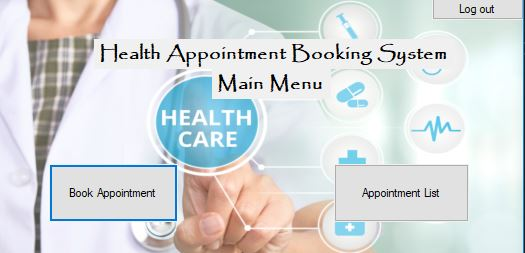 Log out
Health Appointment Booking System
Main Menu
HEALTH
CARE
Book Appointment
Appointment List